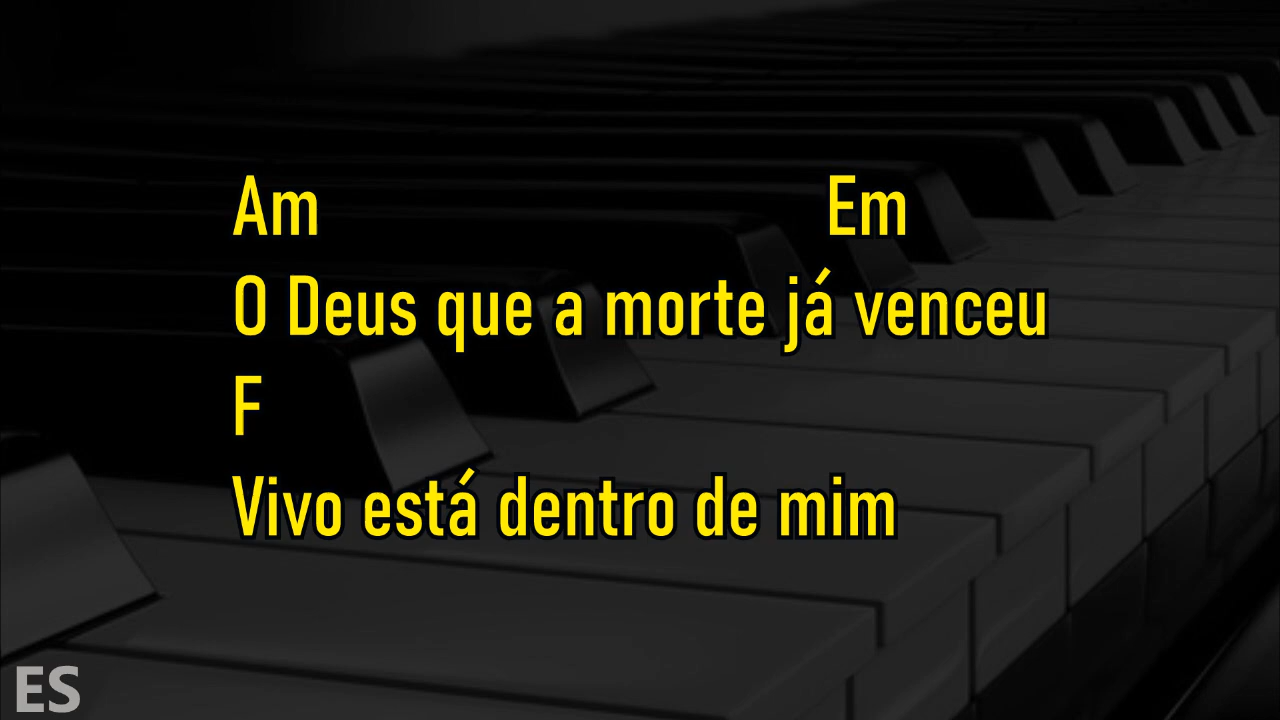 Am Em
O Deus que a morte já venceu
F
Vivo está dentro de mim
ES